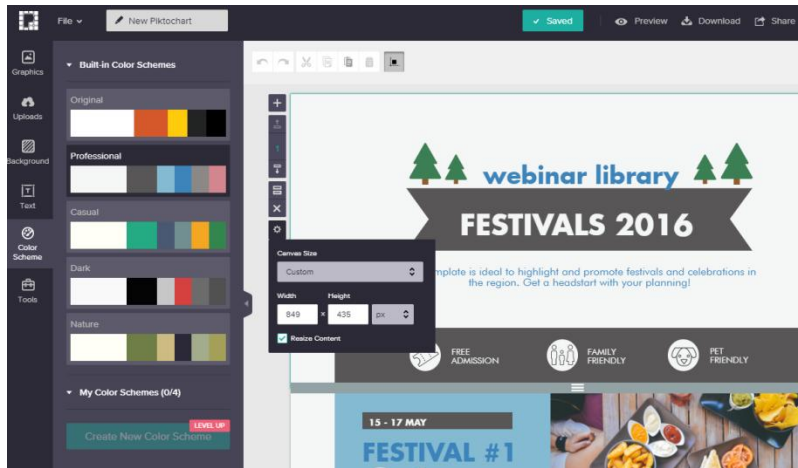 File
New Piktochart
Saved
Preview
Download
Share
Graphics
Uploads
Background
Text
Color
Scheme
Tools
Built-in Color Schemes
Original
Professional
Casual
Dark
Nature
My Color Schemes (0/4)
LEVEL UP
Create New Color Scheme
1
Canvas Size
Custom
Width
Height
849
x
435
px
Resize Content
webinar library
FESTIVALS 2016
mplate is ideal to highlight and promote festivals and celebrations in
the region. Get a headstart with your planning!
FREE
ADMISSION
FAMILY
FRIENDLY
PET
FRIENDLY
15 - 17 MAY
FESTIVAL #1